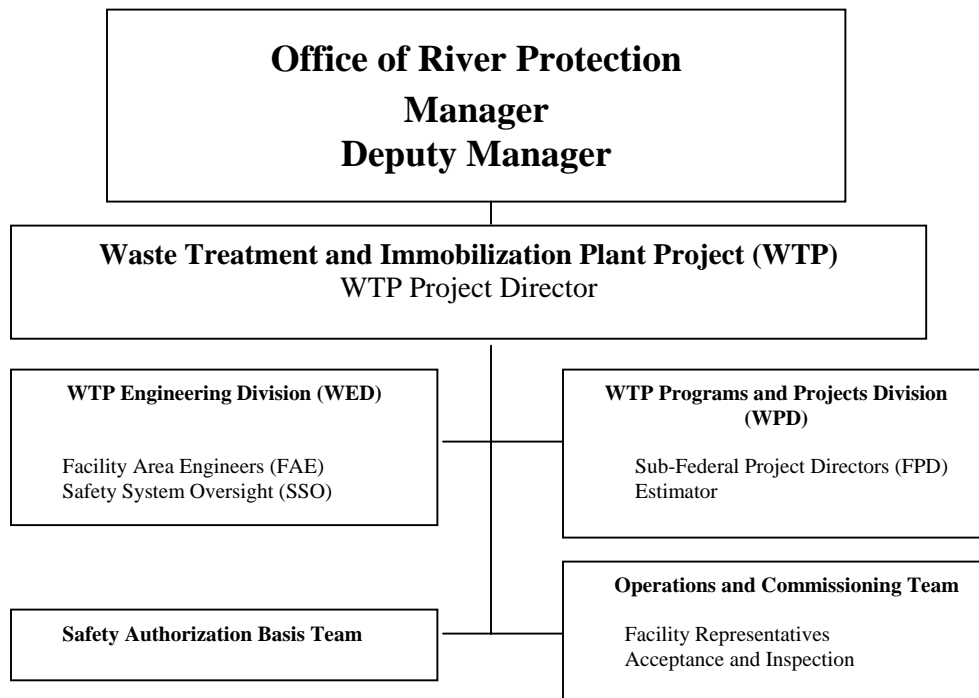 Office of River Protection
Manager
Deputy Manager
Waste Treatment and Immobilization Plant Project (WTP)
WTP Project Director
WTP Engineering Division (WED)
Facility Area Engineers (FAE)
Safety System Oversight (SSO)
WTP Programs and Projects Division
(WPD)
Sub-Federal Project Directors (FPD)
Estimator
Safety Authorization Basis Team
Operations and Commissioning Team
Facility Representatives
Acceptance and Inspection